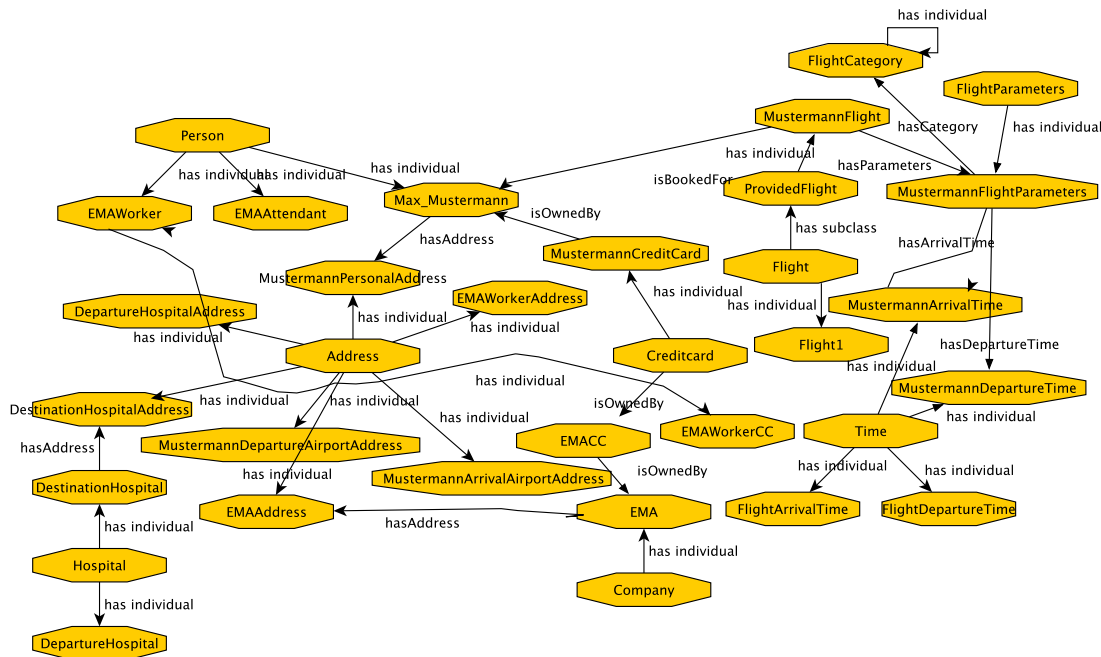 has individual
FlightCategory
FlightParameters
MustermannFlight
hasCategory
has individual
Person
has individual
has individual
has individual
has individual
hasParameters
isBookedFor
ProvidedFlight
MustermannFlightParameters
Max_Mustermann
EMAWorker
EMAAttendant
isOwnedBy
has subclass
hasAddress
hasArrivalTime
MustermannCreditCard
Flight
MustermannPersonalAddress
has individual
EMAWorkerAddress
has individual
MustermannArrivalTime
DepartureHospitalAddress
has individual
has individual
has individual
Flight1
hasDepartureTime
Address
Creditcard
has individual
has individual
MustermannDepartureTime
has individual
has individual
isOwnedBy
DestinationHospitalAddress
has individual
has individual
EMAWorkerCC
Time
EMACC
MustermannDepartureAirportAddress
hasAddress
has individual
isOwnedBy
has individual
has individual
MustermannArrivalAirportAddress
DestinationHospital
EMAAddress
EMA
FlightArrivalTime
FlightDepartureTime
hasAddress
has individual
has individual
Hospital
Company
has individual
DepartureHospital